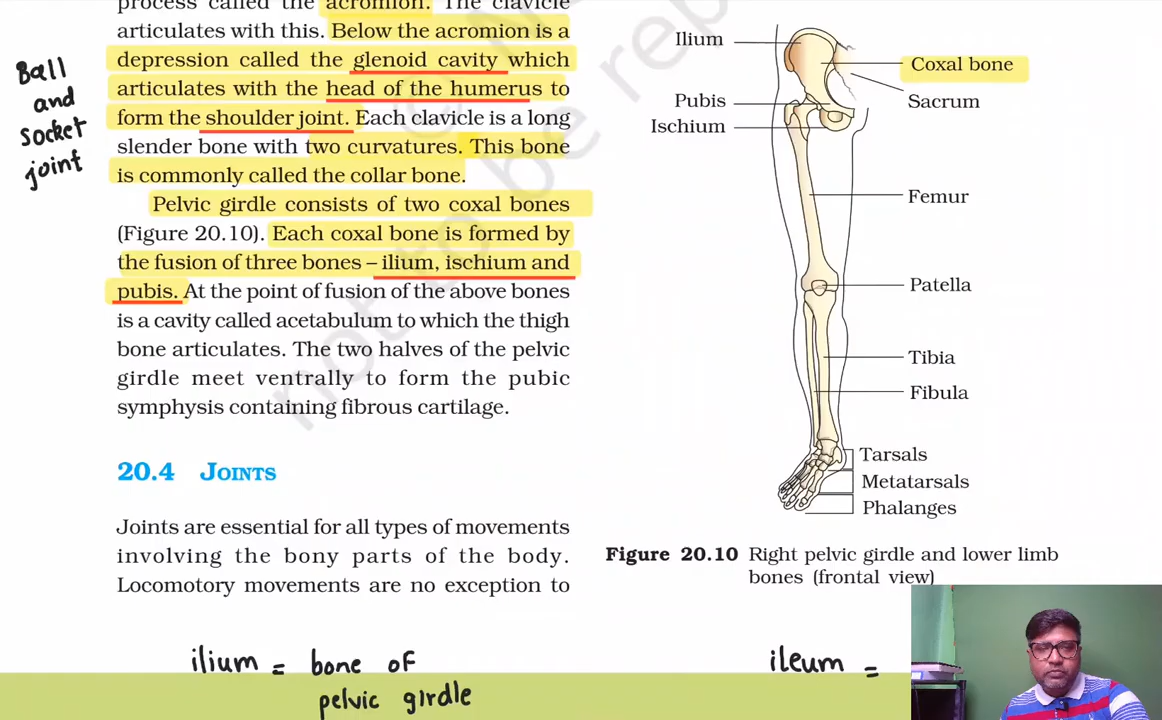 process called the acromion. The clavicle
articulates with this. Below the acromion is a
depression called the glenoid cavity which
articulates with the head of the humerus to
form the shoulder joint. Each clavicle is a long
slender bone with two curvatures. This bone
is commonly called the collar bone.
Pelvic girdle consists of two coxal bones
(Figure 20.10). Each coxal bone is formed by
the fusion of three bones – ilium, ischium and
pubis. At the point of fusion of the above bones
is a cavity called acetabulum to which the thigh
bone articulates. The two halves of the pelvic
girdle meet ventrally to form the pubic
symphysis containing fibrous cartilage.
Ball
and
socket
joint
20.4 JOINTS
Joints are essential for all types of movements
involving the bony parts of the body.
Locomotory movements are no exception to
Ilium
Coxal bone
Pubis
Sacrum
Ischium
Femur
Patella
Tibia
Fibula
Tarsals
Metatarsals
Phalanges
Figure 20.10 Right pelvic girdle and lower limb
bones (frontal view)
ilium = bone of
pelvic girdle
ileum =
not to be rep
©